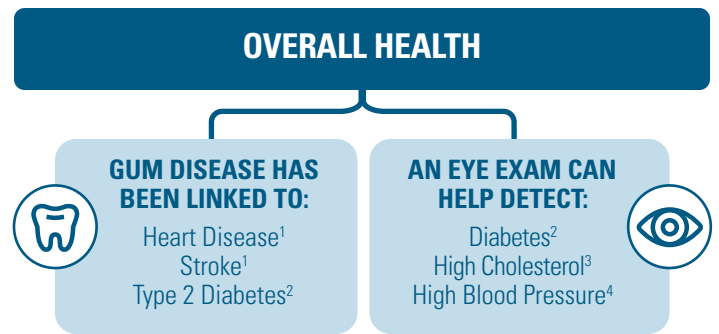 OVERALL HEALTH
GUM DISEASE HAS
BEEN LINKED TO:
Heart Disease¹
Stroke¹
Type 2 Diabetes²
AN EYE EXAM CAN
HELP DETECT:
Diabetes²
High Cholesterol³
High Blood Pressure⁴